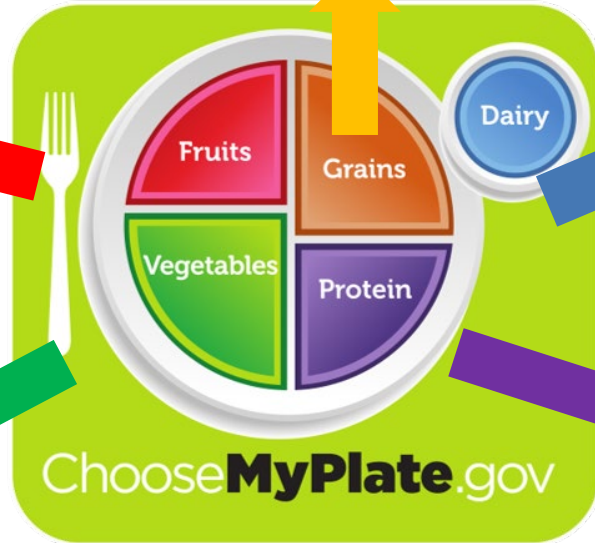 Dairy
Fruits
Grains
Vegetables
Protein
ChooseMyPlate.gov